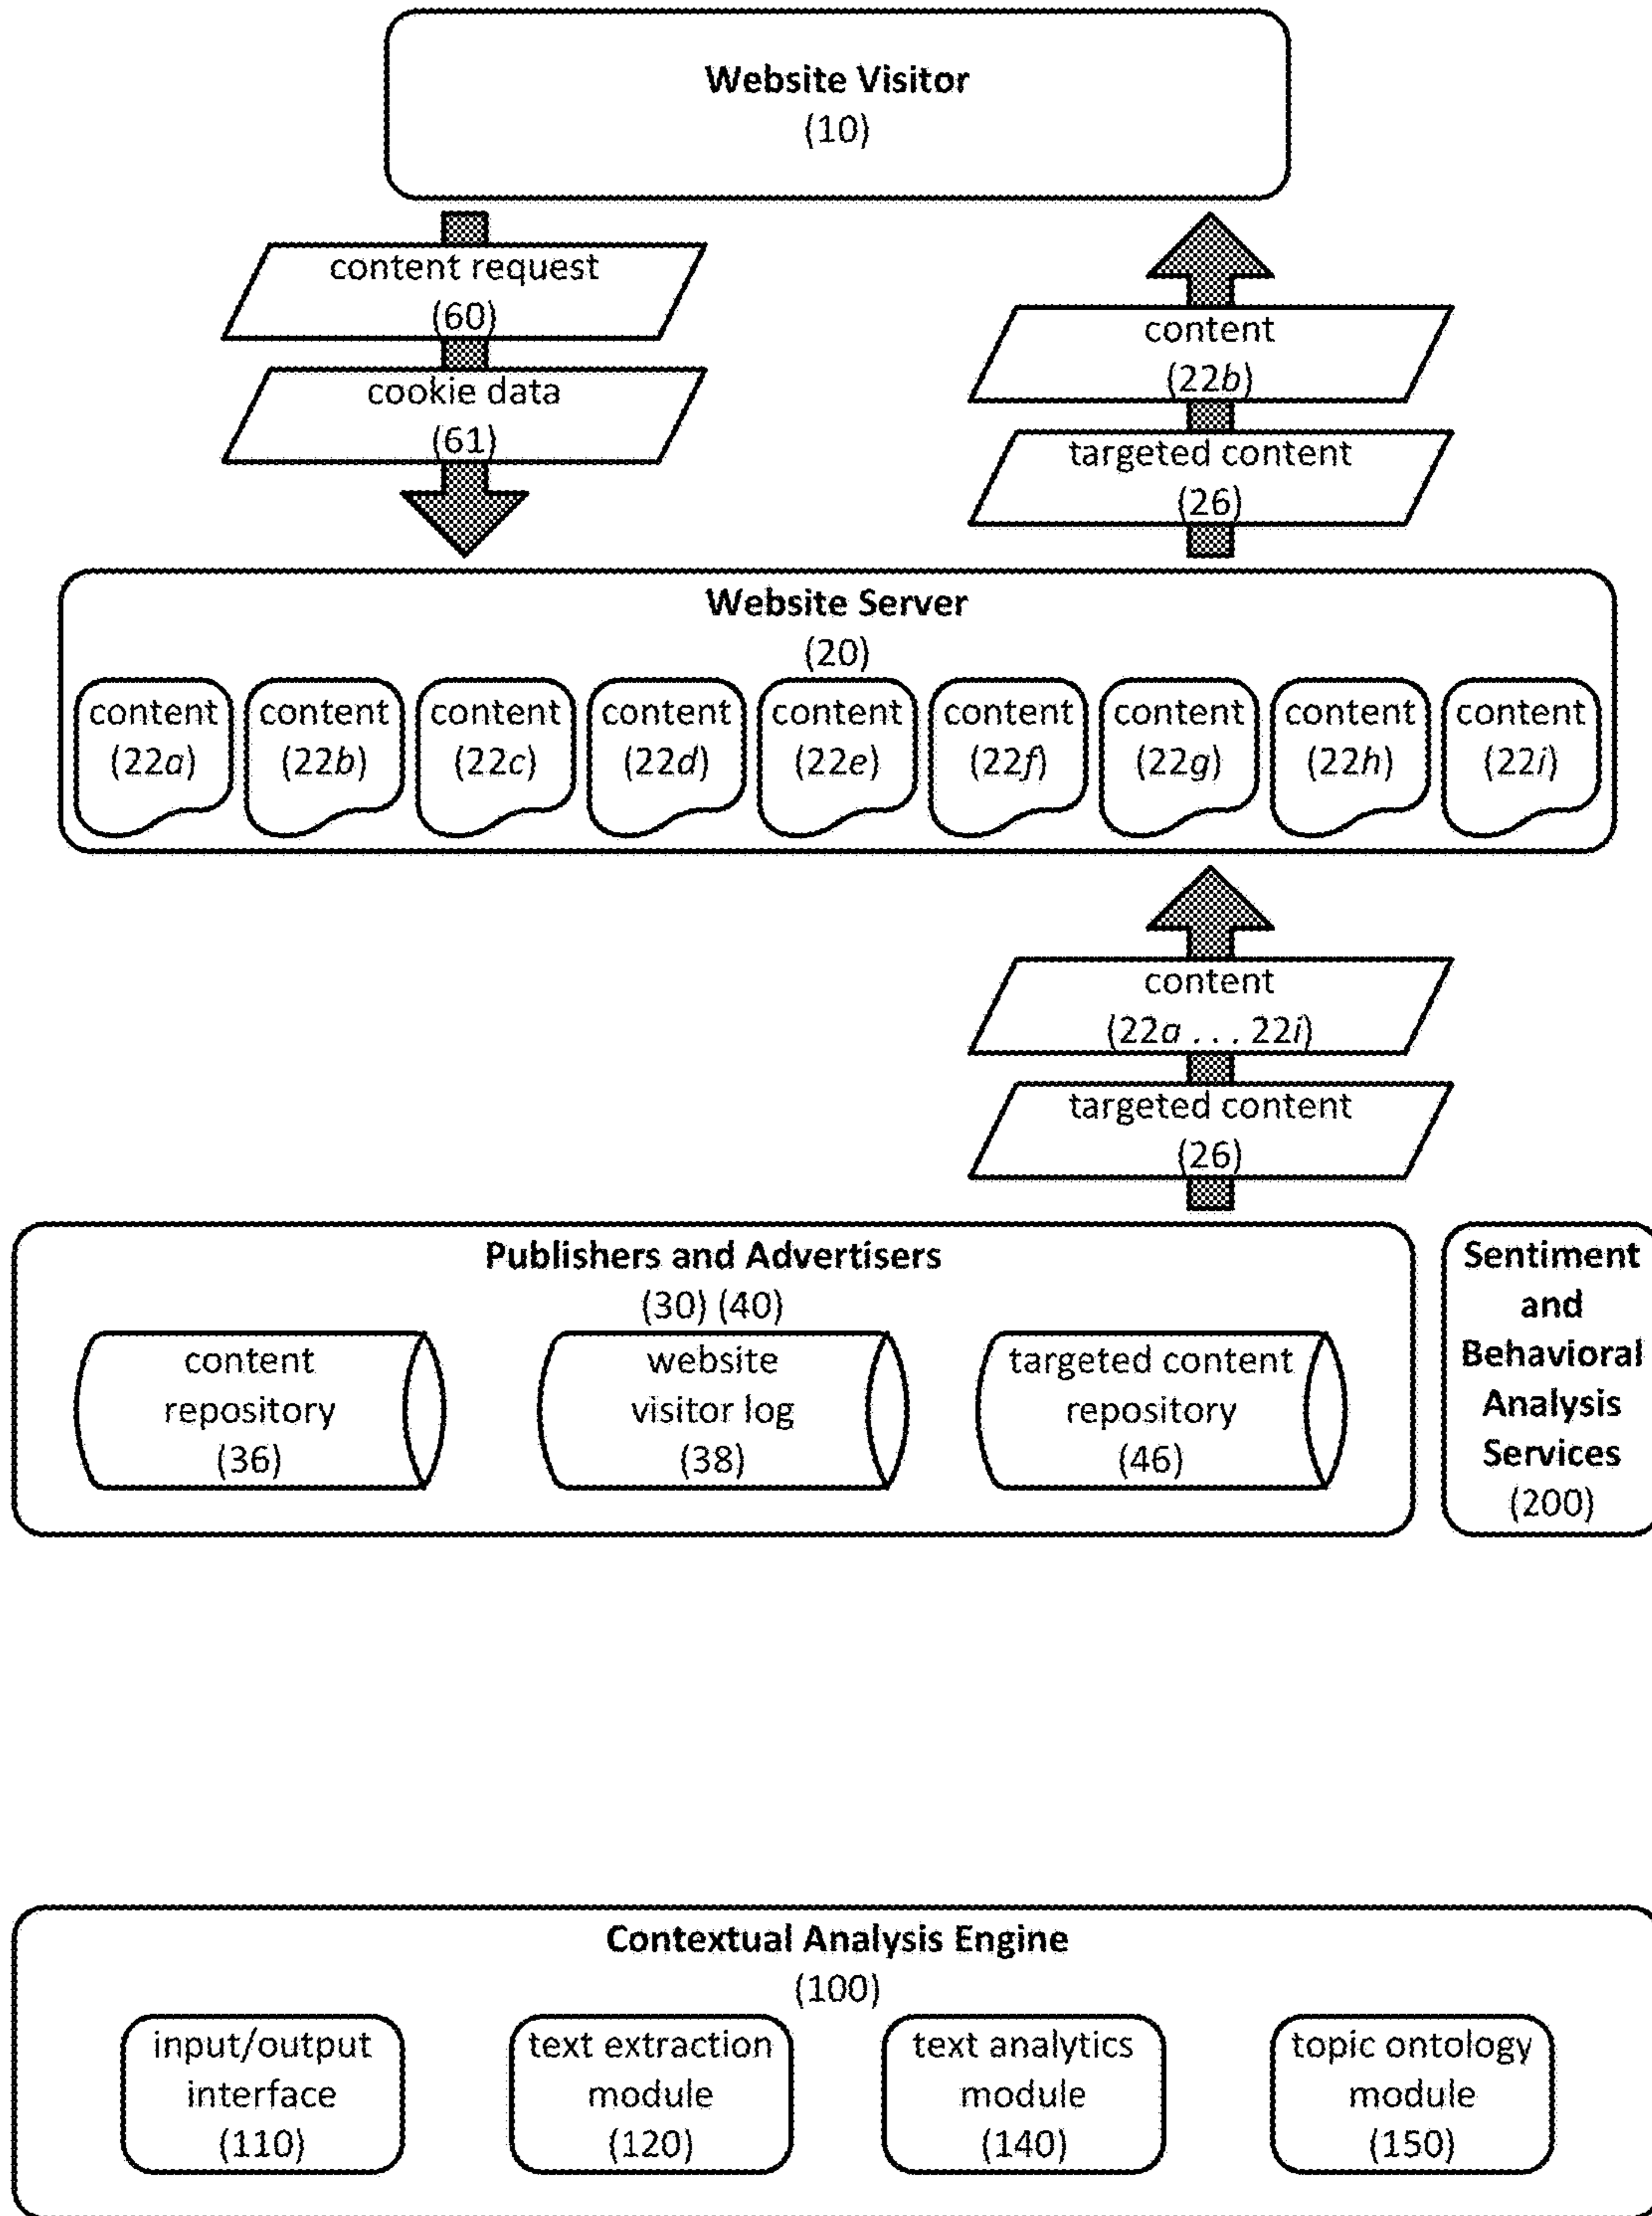 Website Visitor
(10)
content request
(60)
cookie data
(61)
content
(22b)
targeted content
(26)
Website Server
(20)
content
(22a)
content
(22b)
content
(22c)
content
(22d)
content
(22e)
content
(22f)
content
(22g)
content
(22h)
content
(22i)
content
(22a . . . 22i)
targeted content
(26)
Publishers and Advertisers
(30) (40)
content
repository
(36)
website
visitor log
(38)
targeted content
repository
(46)
Sentiment
and
Behavioral
Analysis
Services
(200)
Contextual Analysis Engine
(100)
input/output
interface
(110)
text extraction
module
(120)
text analytics
module
(140)
topic ontology
module
(150)